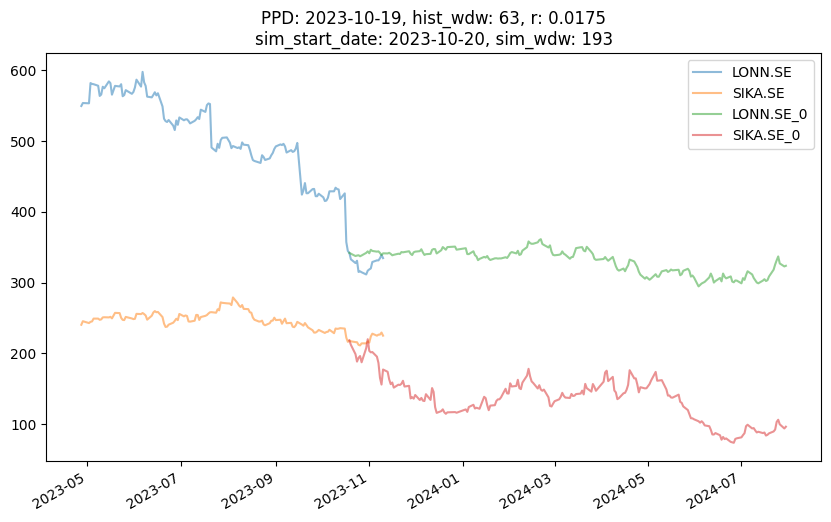 PPD: 2023-10-19, hist_wdw: 63, r: 0.0175
sim_start_date: 2023-10-20, sim_wdw: 193
LONN.SE
SIKA.SE
LONN.SE_0
SIKA.SE_0
600
500
400
300
200
100
2023-05
2023-07
2023-09
2023-11
2024-01
2024-03
2024-05
2024-07